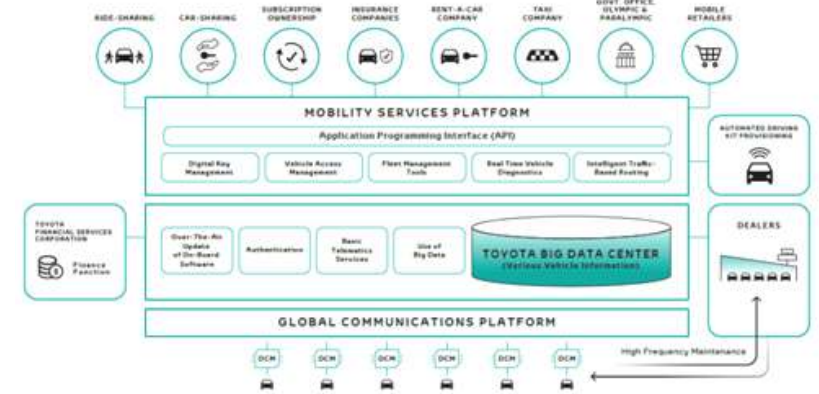 RIDE-SHARING
CAR-SHARING
SUBSCRIPTION
OWNERSHIP
INSURANCE
COMPANIES
RENT-A-CAR
COMPANY
TAXI
COMPANY
GOVT. OFFICE,
OLYMPIC &
PARALYMPIC
MOBILE
RETAILERS
MOBILITY SERVICES PLATFORM
Application Programming Interface (API)
Digital Key
Management
Vehicle Access
Management
Fleet Management
Tools
Real Time Vehicle
Diagnostics
Intelligent Traffic-
Based Routing
AUTOMATED DRIVING
KIT PROVISIONING
TOYOTA
FINANCIAL SERVICES
CORPORATION
Finance
Function
Over-The-Air
Update
of On-Board
Software
Authentication
Basic
Telematics
Services
Use of
Big Data
TOYOTA BIG DATA CENTER
(Various Vehicle Information)
DEALERS
GLOBAL COMMUNICATIONS PLATFORM
DCM
DCM
DCM
DCM
DCM
DCM
High Frequency Maintenance